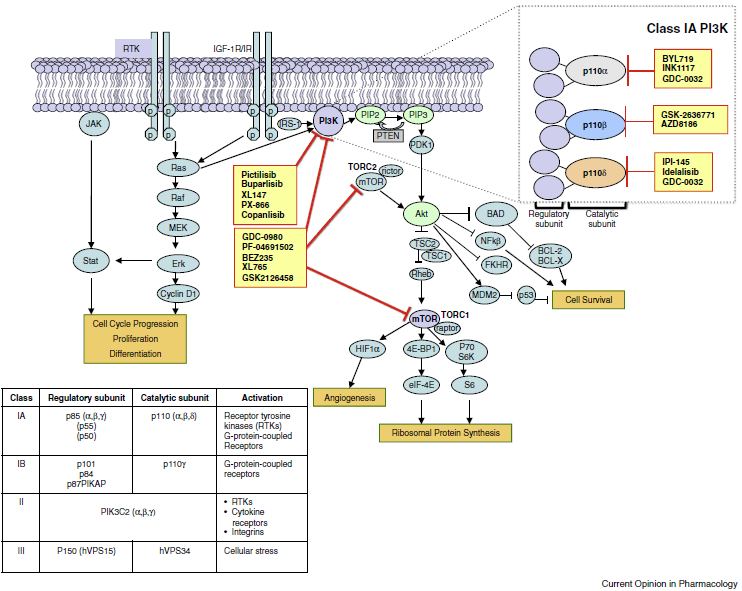 RTK
IGF-1R/IR
Class IA PI3K
p110α
BYL719
INK1117
GDC-0032
p110β
GSK-2636771
AZD8186
p110δ
IPI-145
Idelalisib
GDC-0032
Regulatory
subunit
Catalytic
subunit
JAK
p
p
p
p
IRS-1
PI3K
PIP2
PIP3
PTEN
PDK1
Ras
Raf
MEK
Erk
Cyclin D1
Stat
Cell Cycle Progression
Proliferation
Differentiation
Pictilisib
Buparlisib
XL147
PX-866
Copanlisib
GDC-0980
PF-04691502
BEZ235
XL765
GSK2126458
TORC2
rictor
mTOR
Akt
BAD
NFkβ
BCL-2
BCL-X
FKHR
TSC2
TSC1
Rheb
MDM2
p53
Cell Survival
mTOR
TORC1
raptor
HIF1α
4E-BP1
P70
S6K
eIF-4E
S6
Angiogenesis
Ribosomal Protein Synthesis
Class Regulatory subunit Catalytic subunit Activation
IA p85 (α,β,γ) p110 (α,β,δ) Receptor tyrosine
(p55) kinases (RTKs)
(p50) G-protein-coupled
Receptors
IB p101 p110γ G-protein-coupled
p84 receptors
p87PIKAP
II PIK3C2 (α,β,γ) • RTKs
• Cytokine
receptors
• Integrins
III P150 (hVPS15) hVPS34 Cellular stress
Current Opinion in Pharmacology